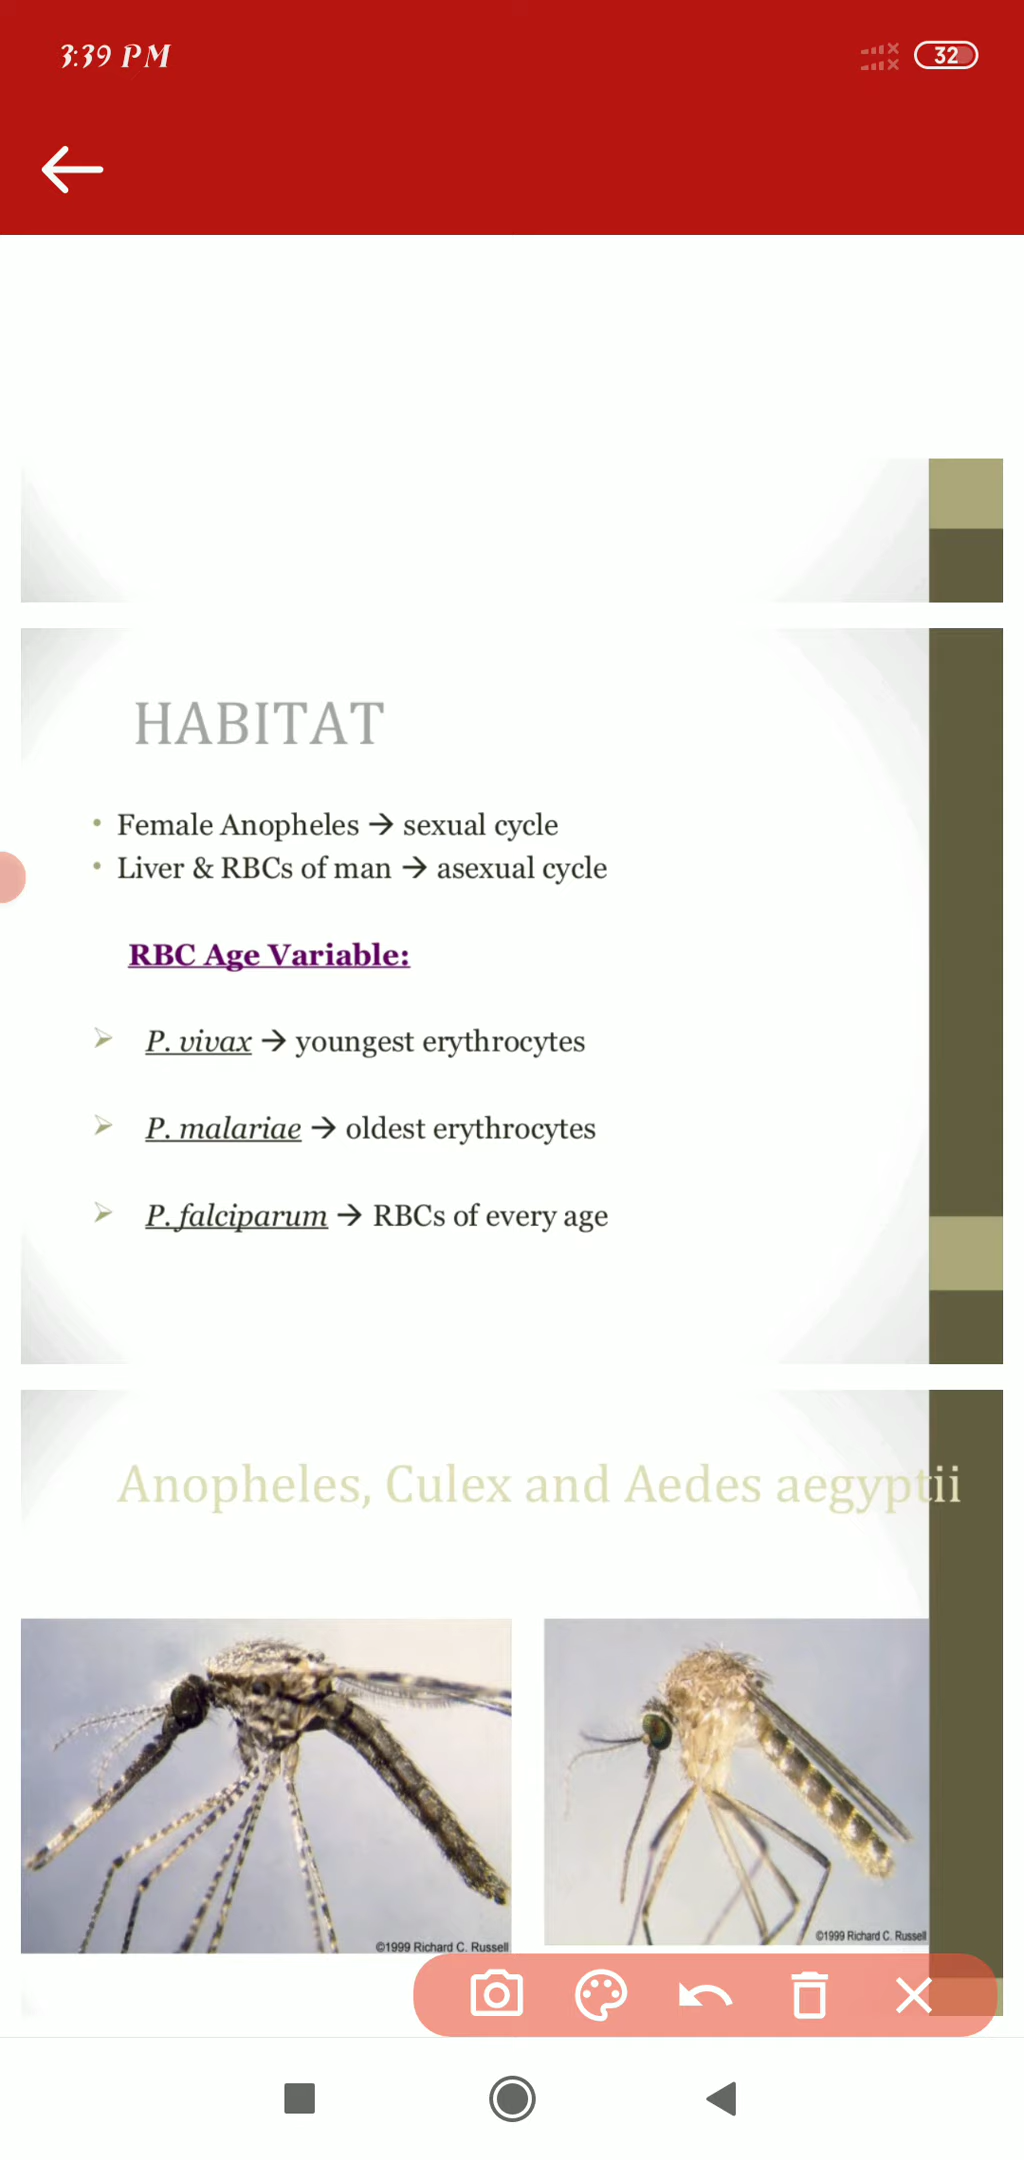 3:39 PM
32
HABITAT
• Female Anopheles → sexual cycle
• Liver & RBCs of man → asexual cycle
RBC Age Variable:
➢ P. vivax → youngest erythrocytes
➢ P. malariae → oldest erythrocytes
➢ P. falciparum → RBCs of every age
Anopheles, Culex and Aedes aegyptii
©1999 Richard C. Russell
©1999 Richard C. Russell